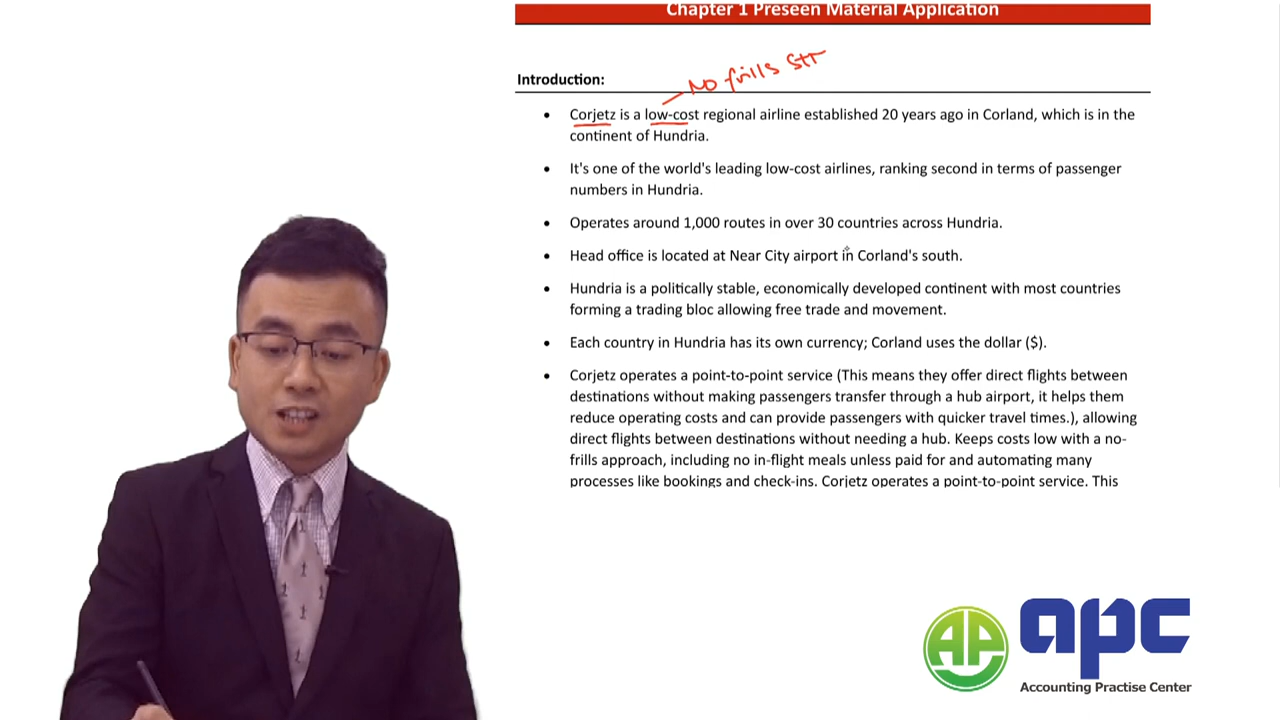 Chapter 1 Preseen Material Application
No frills Str
Introduction:
• Corjetz is a low-cost regional airline established 20 years ago in Corland, which is in the
continent of Hundria.
• It's one of the world's leading low-cost airlines, ranking second in terms of passenger
numbers in Hundria.
• Operates around 1,000 routes in over 30 countries across Hundria.
• Head office is located at Near City airport in Corland's south.
• Hundria is a politically stable, economically developed continent with most countries
forming a trading bloc allowing free trade and movement.
• Each country in Hundria has its own currency; Corland uses the dollar ($).
• Corjetz operates a point-to-point service (This means they offer direct flights between
destinations without making passengers transfer through a hub airport, it helps them
reduce operating costs and can provide passengers with quicker travel times.), allowing
direct flights between destinations without needing a hub. Keeps costs low with a no-
frills approach, including no in-flight meals unless paid for and automating many
processes like bookings and check-ins. Corjetz operates a point-to-point service. This
AP apc
Accounting Practise Center